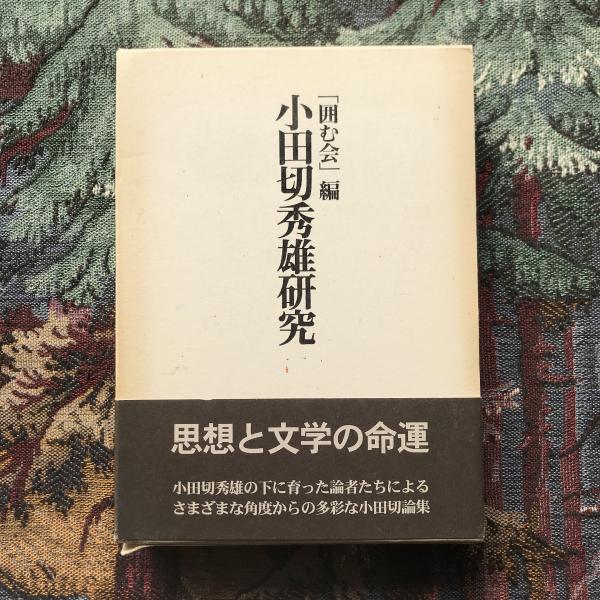 「囲む会」編
小田切秀雄研究
思想と文学の命運
小田切秀雄の下に育った論者たちによる
さまざまな角度からの多彩な小田切論集